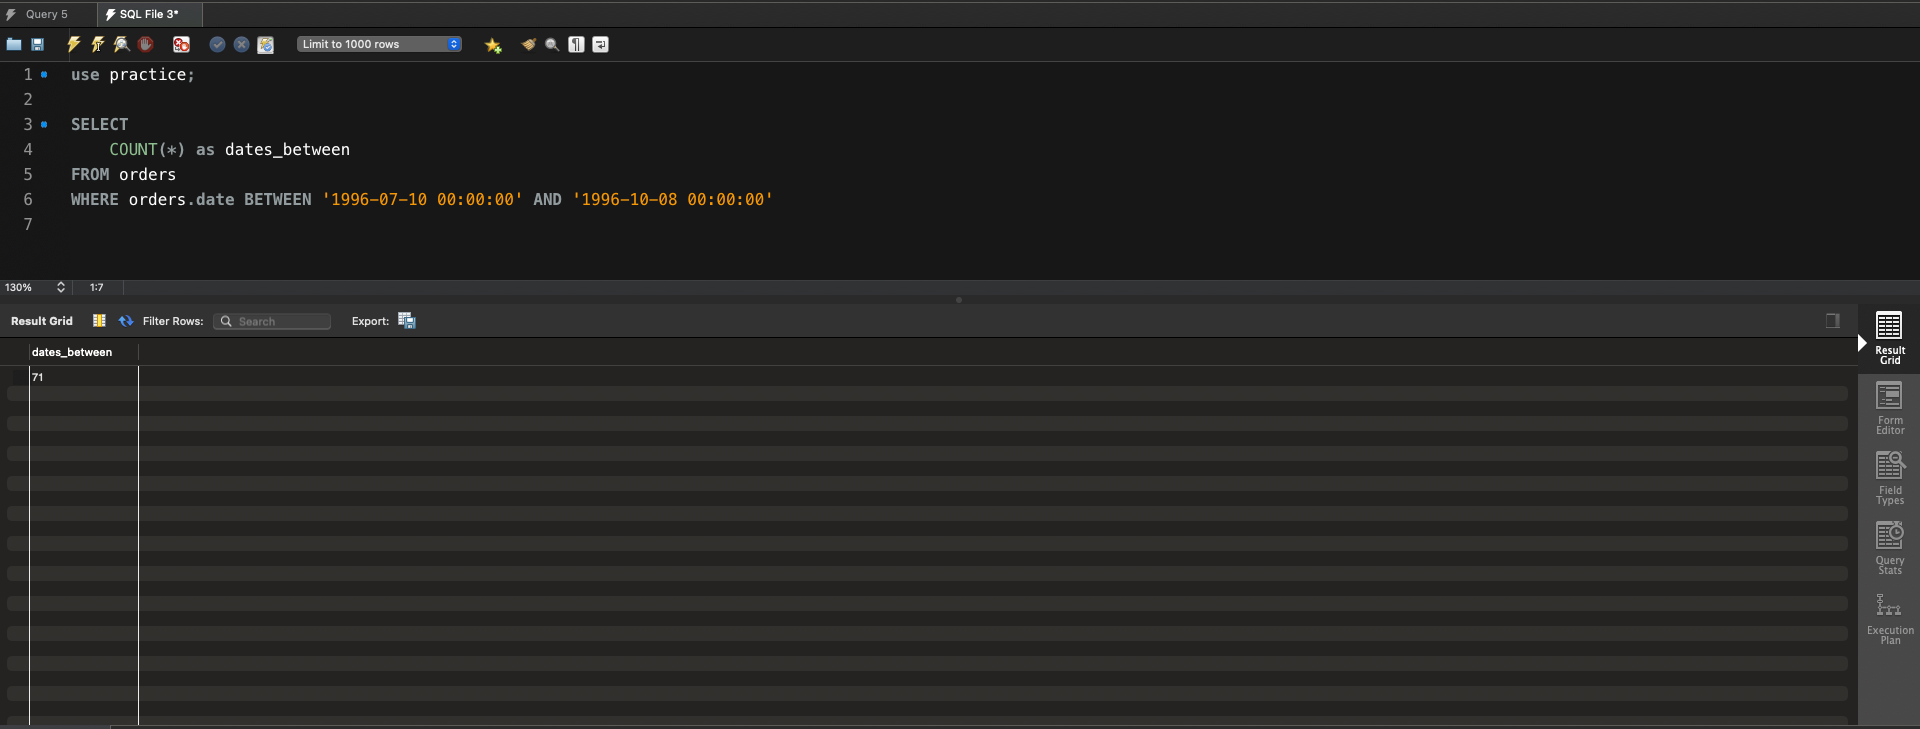 Query 5
SQL File 3*
Limit to 1000 rows
1 use practice;
2
3 SELECT
4 COUNT(*) as dates_between
5 FROM orders
6 WHERE orders.date BETWEEN '1996-07-10 00:00:00' AND '1996-10-08 00:00:00'
7
130% 1:7
Result Grid Filter Rows: Search Export:
dates_between
71
Result
Grid
Form
Editor
Field
Types
Query
Stats
Execution
Plan